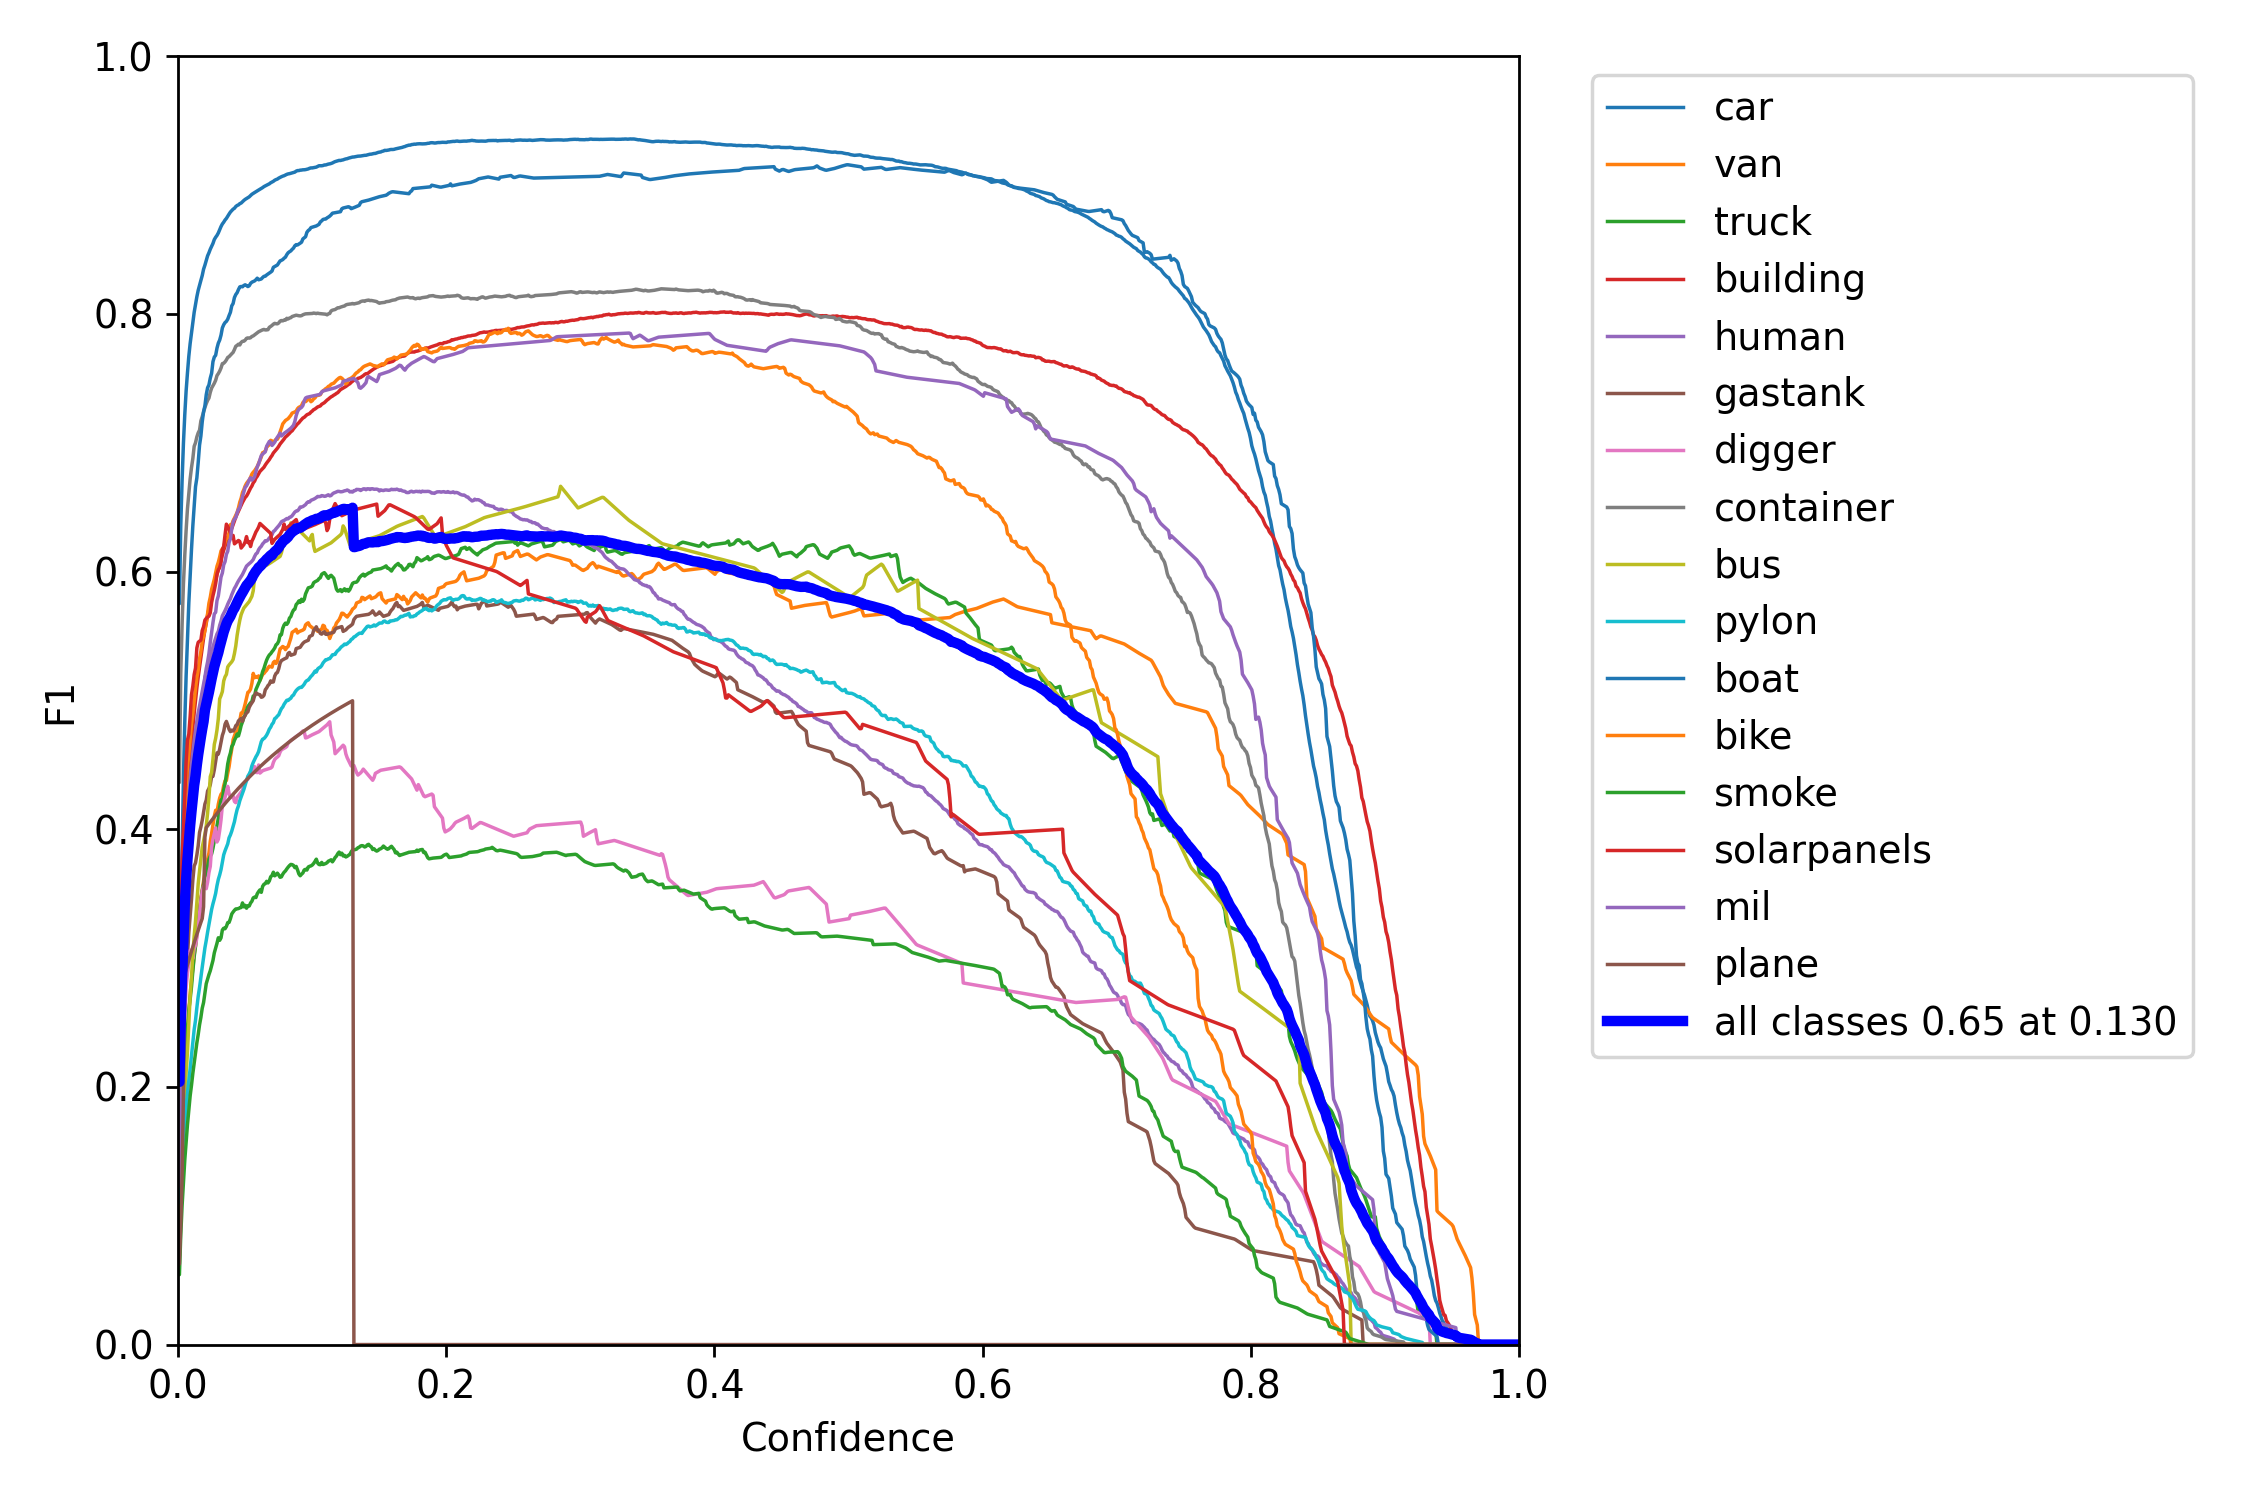 1.0
0.8
0.6
0.4
0.2
0.0
F1
0.0 0.2 0.4 0.6 0.8 1.0
Confidence
car
van
truck
building
human
gastank
digger
container
bus
pylon
boat
bike
smoke
solarpanels
mil
plane
all classes 0.65 at 0.130